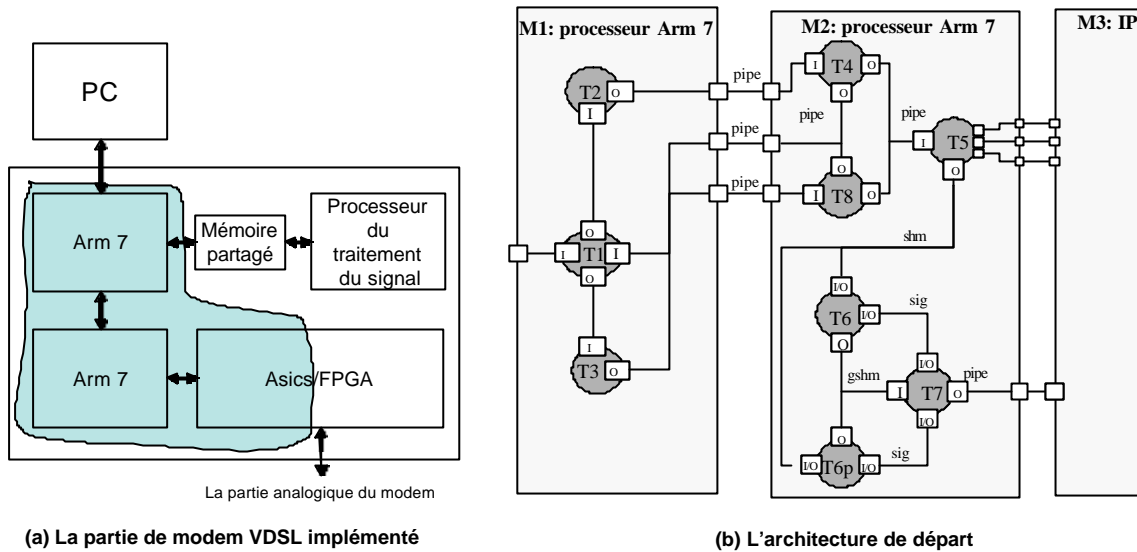 PC
Arm 7
Mémoire
partagé
Processeur
du
traitement
du signal
Arm 7
Asics/FPGA
La partie analogique du modem
(a) La partie de modem VDSL implémenté
M1: processeur Arm 7
T2
O
I
O
I
T1
I
O
I
T3
O
pipe
pipe
pipe
M2: processeur Arm 7
I
T4
O
O
pipe
pipe
I
T5
O
O
I
T8
O
shm
I/O
T6
I/O
O
sig
gshm
I/O
I
T7
O
I/O
pipe
O
I/O
T6p
I/O
sig
M3: IP
(b) L'architecture de départ